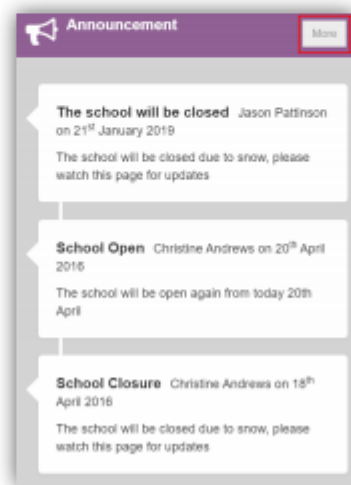 Announcement
More
The school will be closed Jason Pattinson
on 21st January 2019
The school will be closed due to snow, please
watch this page for updates
School Open Christine Andrews on 20th April
2016
The school will be open again from today 20th
April
School Closure Christine Andrews on 18th
April 2016
The school will be closed due to snow, please
watch this page for updates